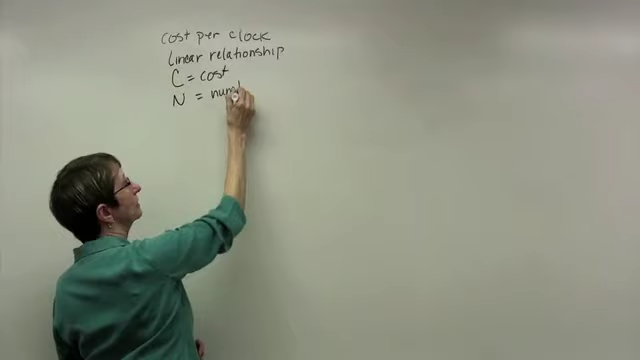 cost per clock
linear relationship
C = cost
N = num